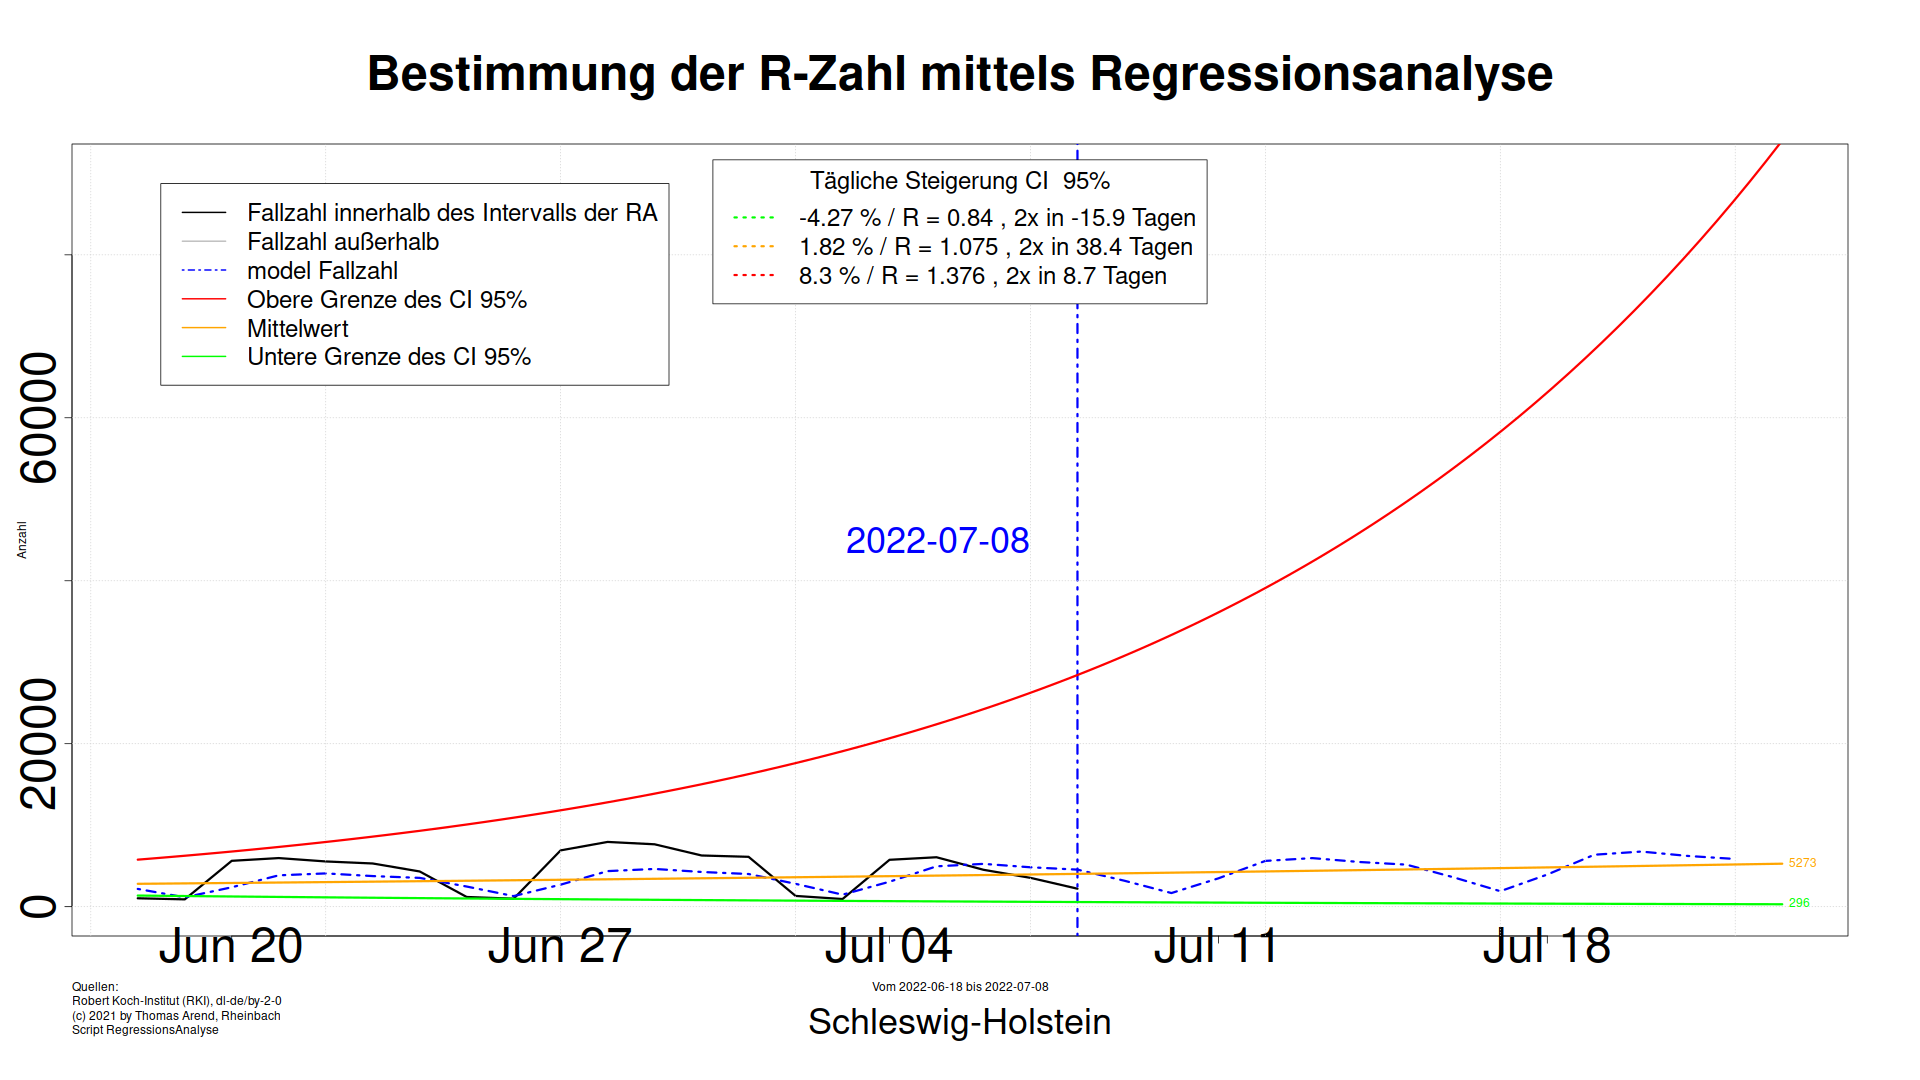 Bestimmung der R-Zahl mittels Regressionsanalyse
Fallzahl innerhalb des Intervalls der RA
Fallzahl außerhalb
model Fallzahl
Obere Grenze des CI 95%
Mittelwert
Untere Grenze des CI 95%
Tägliche Steigerung CI  95%
-4.27 % / R = 0.84 , 2x in -15.9 Tagen
1.82 % / R = 1.075 , 2x in 38.4 Tagen
8.3 % / R = 1.376 , 2x in 8.7 Tagen
60000
20000
0
Anzahl
2022-07-08
5273
296
Jun 20
Jun 27
Jul 04
Jul 11
Jul 18
Quellen:
Robert Koch-Institut (RKI), dl-de/by-2-0
(c) 2021 by Thomas Arend, Rheinbach
Script RegressionsAnalyse
Vom 2022-06-18 bis 2022-07-08
Schleswig-Holstein